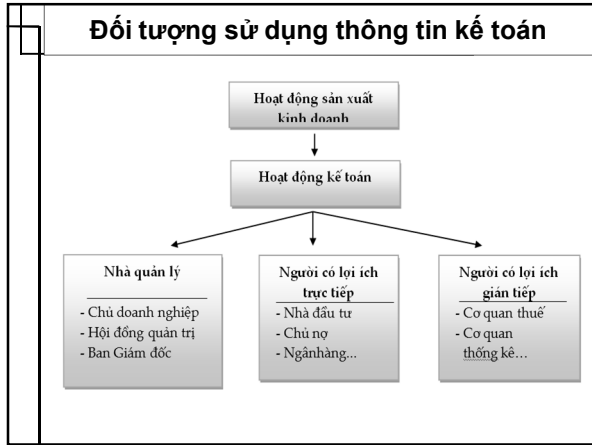 Đối tượng sử dụng thông tin kế toán
Hoạt động sản xuất
kinh doanh
Hoạt động kế toán
Nhà quản lý
- Chủ doanh nghiệp
- Hội đồng quản trị
- Ban Giám đốc
Người có lợi ích
trực tiếp
- Nhà đầu tư
- Chủ nợ
- Ngânhàng...
Người có lợi ích
gián tiếp
- Cơ quan thuế
- Cơ quan
thống kê...